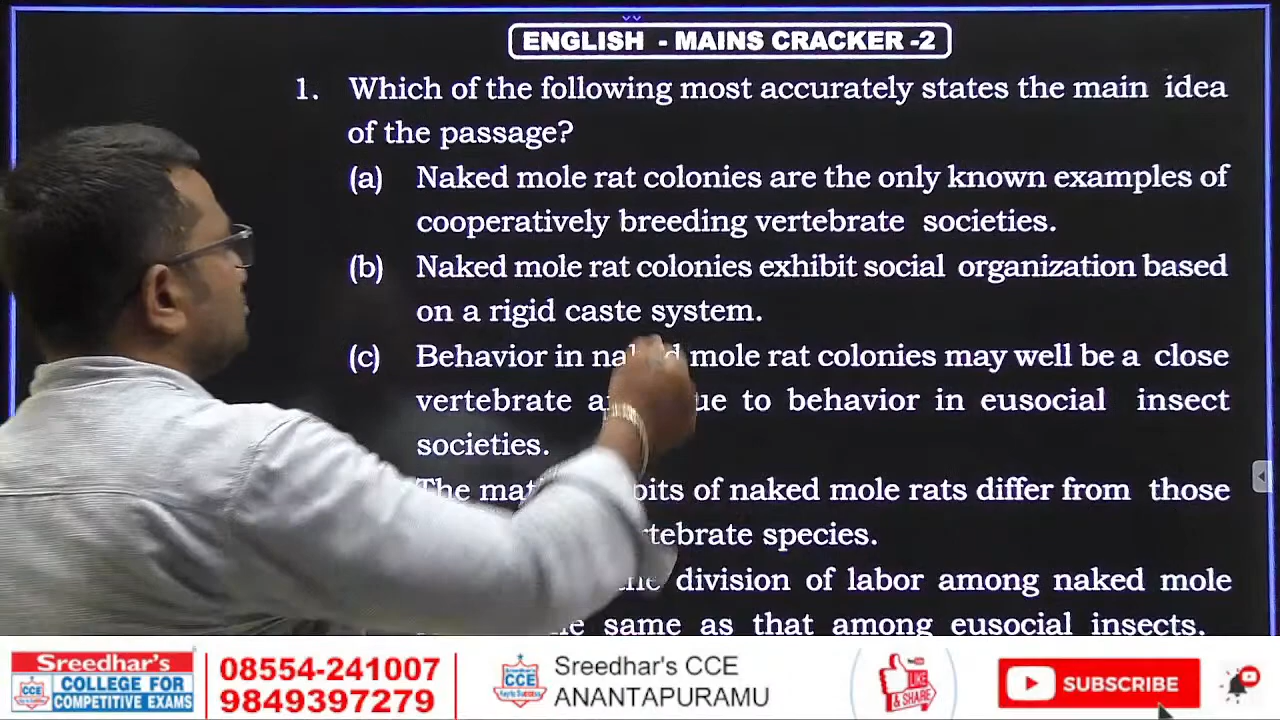 ENGLISH - MAINS CRACKER -2
1. Which of the following most accurately states the main idea
of the passage?
(a) Naked mole rat colonies are the only known examples of
cooperatively breeding vertebrate societies.
(b) Naked mole rat colonies exhibit social organization based
on a rigid caste system.
(c) Behavior in mole rat colonies may well be a close
vertebrate to behavior in eusocial insect
societies.
The of naked mole rats differ from those
species.
division of labor among naked mole
same as that among eusocial insects.
Sreedhar's
CCE
COLLEGE FOR
COMPETITIVE EXAMS
08554-241007
9849397279
CCE
Sreedhar's CCE
ANANTAPURAMU
LIKE
& SHARE
SUBSCRIBE